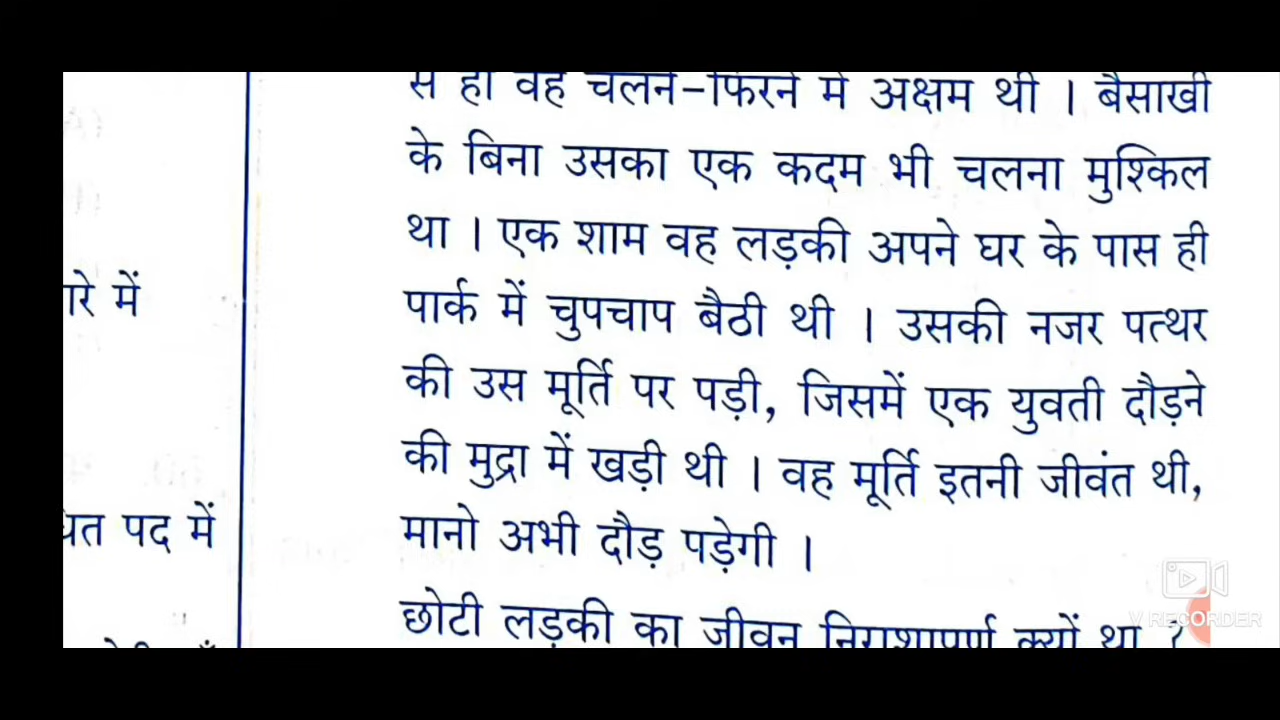 से ही वह चलने-फिरने में अक्षम थी । बैसाखी
के बिना उसका एक कदम भी चलना मुश्किल
था । एक शाम वह लड़की अपने घर के पास ही
पार्क में चुपचाप बैठी थी । उसकी नजर पत्थर
की उस मूर्ति पर पड़ी, जिसमें एक युवती दौड़ने
की मुद्रा में खड़ी थी । वह मूर्ति इतनी जीवंत थी,
मानो अभी दौड़ पड़ेगी ।
छोटी लड़की का जीवन निराशापूर्ण क्यों था ?
रे में
पद में
V RECORDER